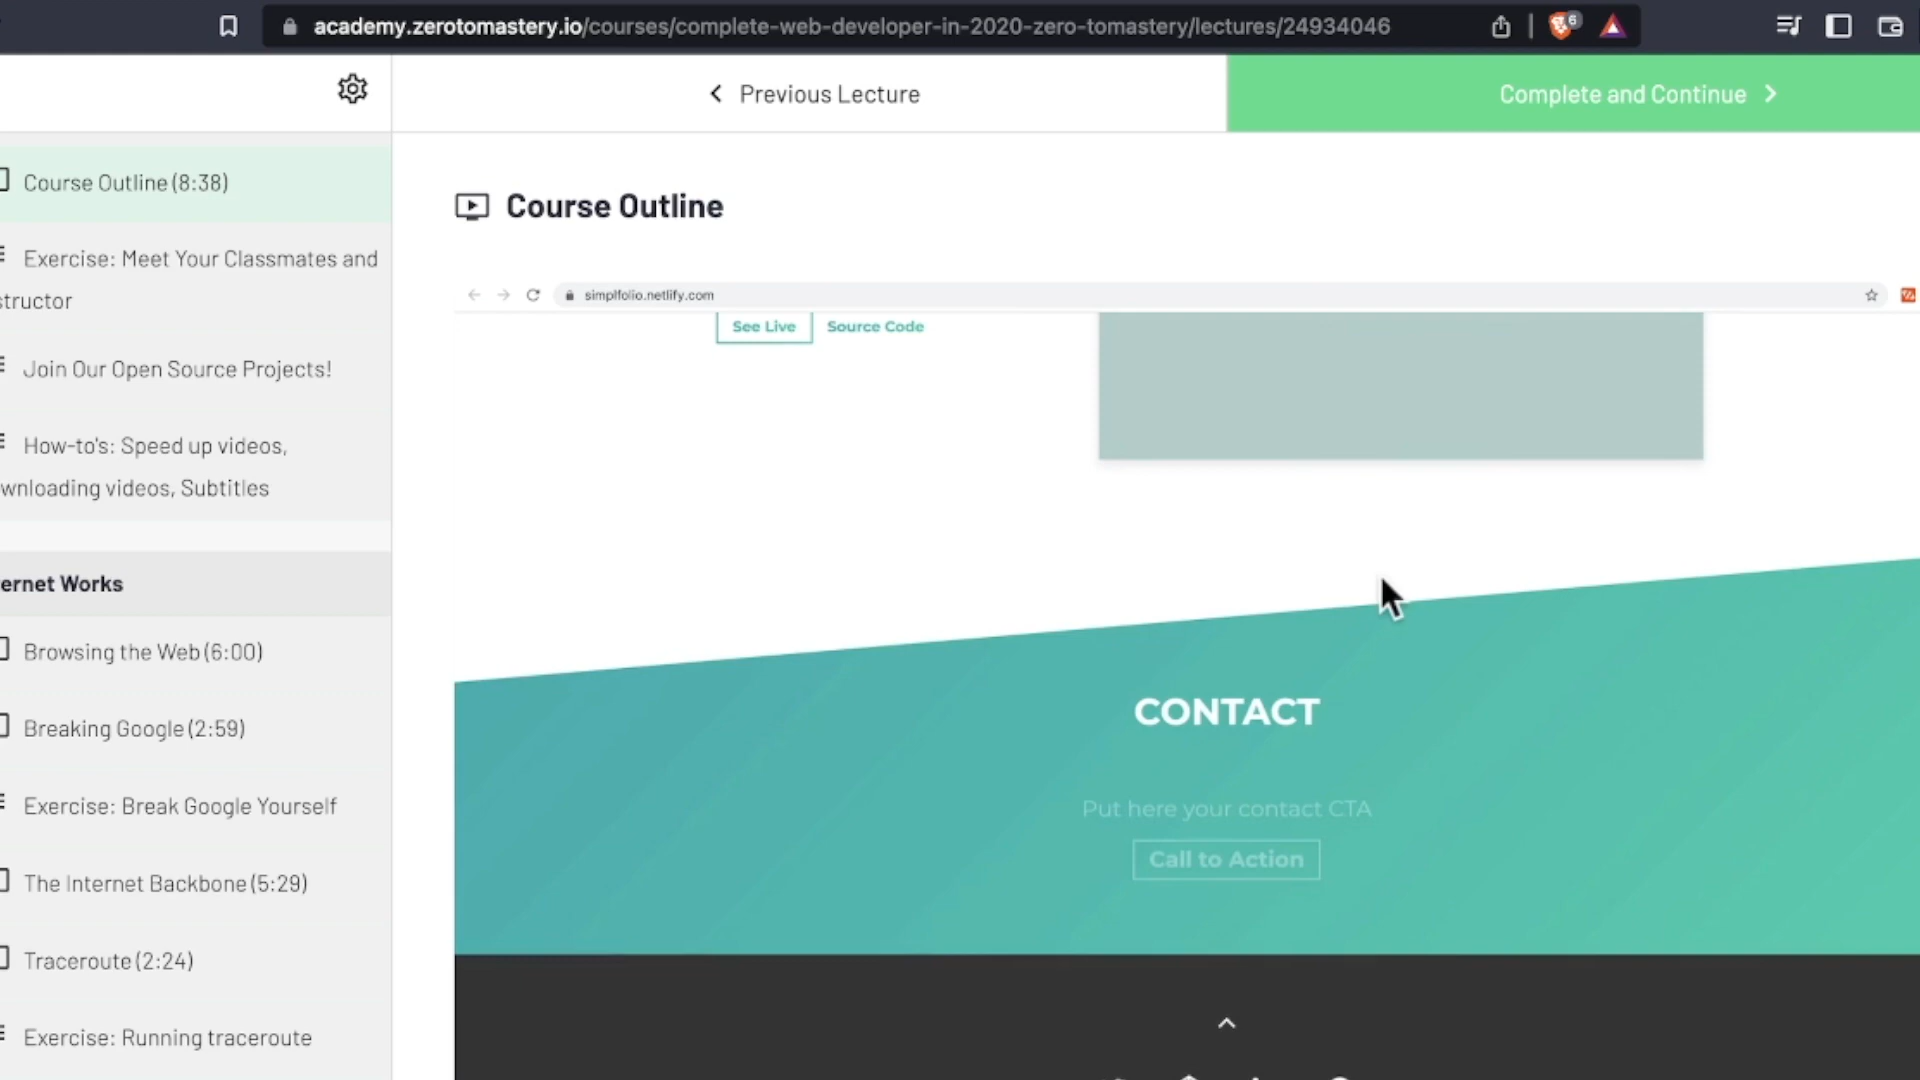 academy.zerotomastery.io/courses/complete-web-developer-in-2020-zero-tomastery/lectures/24934046
6
Previous Lecture
Complete and Continue
Course Outline (8:38)
Exercise: Meet Your Classmates and
structor
Join Our Open Source Projects!
How-to's: Speed up videos,
wnloading videos, Subtitles
ernet Works
Browsing the Web (6:00)
Breaking Google (2:59)
Exercise: Break Google Yourself
The Internet Backbone (5:29)
Traceroute (2:24)
Exercise: Running traceroute
Course Outline
simplfolio.netlify.com
See Live
Source Code
CONTACT
Put here your contact CTA
Call to Action